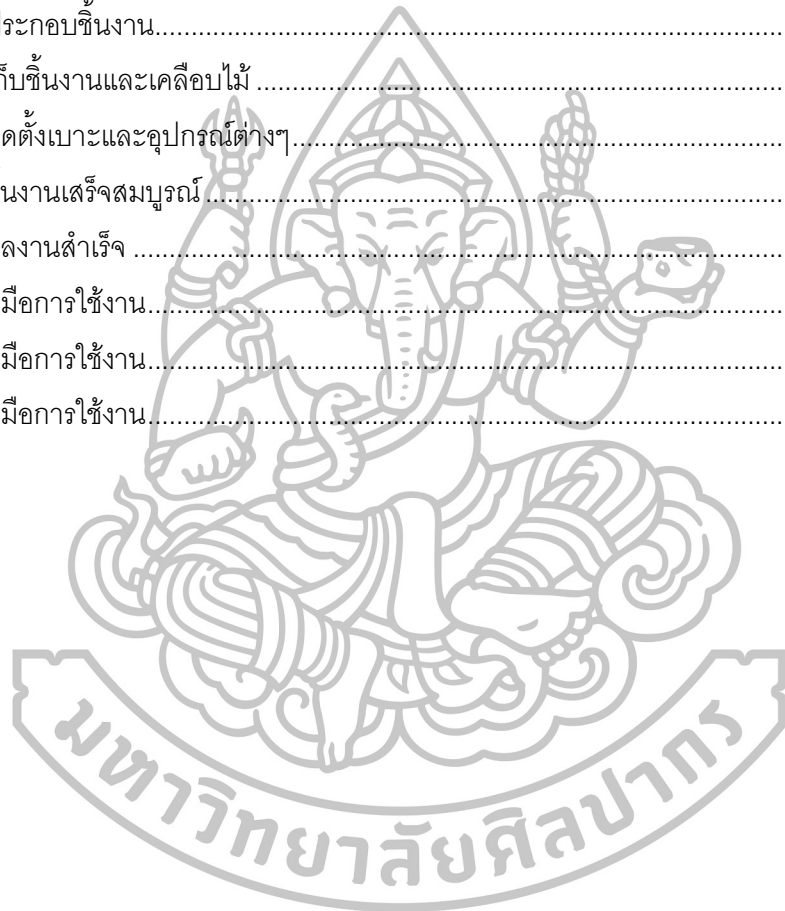 ระกอบชิ้นงาน..........................................................................................
ก็บชิ้นงานและเคลือบไม้ ..........................................................................
ดตั้งเบาะและอุปกรณ์ต่างๆ.....................................................................
นงานเสร็จสมบูรณ์..................................................................................
ลงานสำเร็จ ............................................................................................
มือการใช้งาน..........................................................................................
มือการใช้งาน..........................................................................................
มือการใช้งาน..........................................................................................
มหาวิทยาลัยศิลปากร